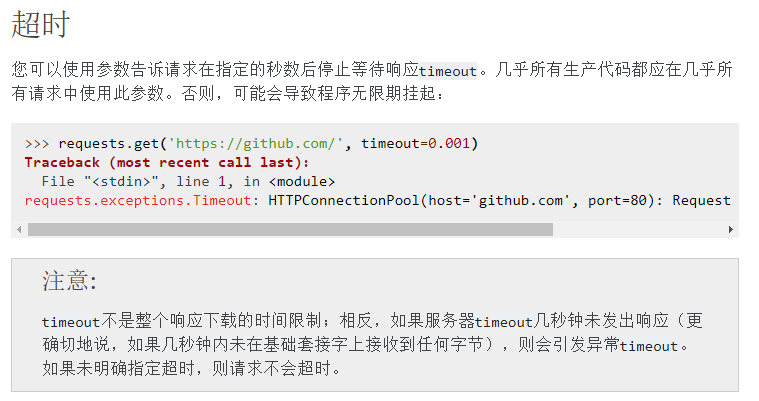 超时
您可以使用参数告诉请求在指定的秒数后停止等待响应timeout。几乎所有生产代码都应在几乎所
有请求中使用此参数。否则，可能会导致程序无限期挂起：
>>> requests.get('https://github.com/', timeout=0.001)
Traceback (most recent call last):
  File "<stdin>", line 1, in <module>
requests.exceptions.Timeout: HTTPConnectionPool(host='github.com', port=80): Request
注意:
timeout不是整个响应下载的时间限制；相反，如果服务器timeout几秒钟未发出响应（更
确切地说，如果几秒钟内未在基础套接字上接收到任何字节），则会引发异常timeout。
如果未明确指定超时，则请求不会超时。